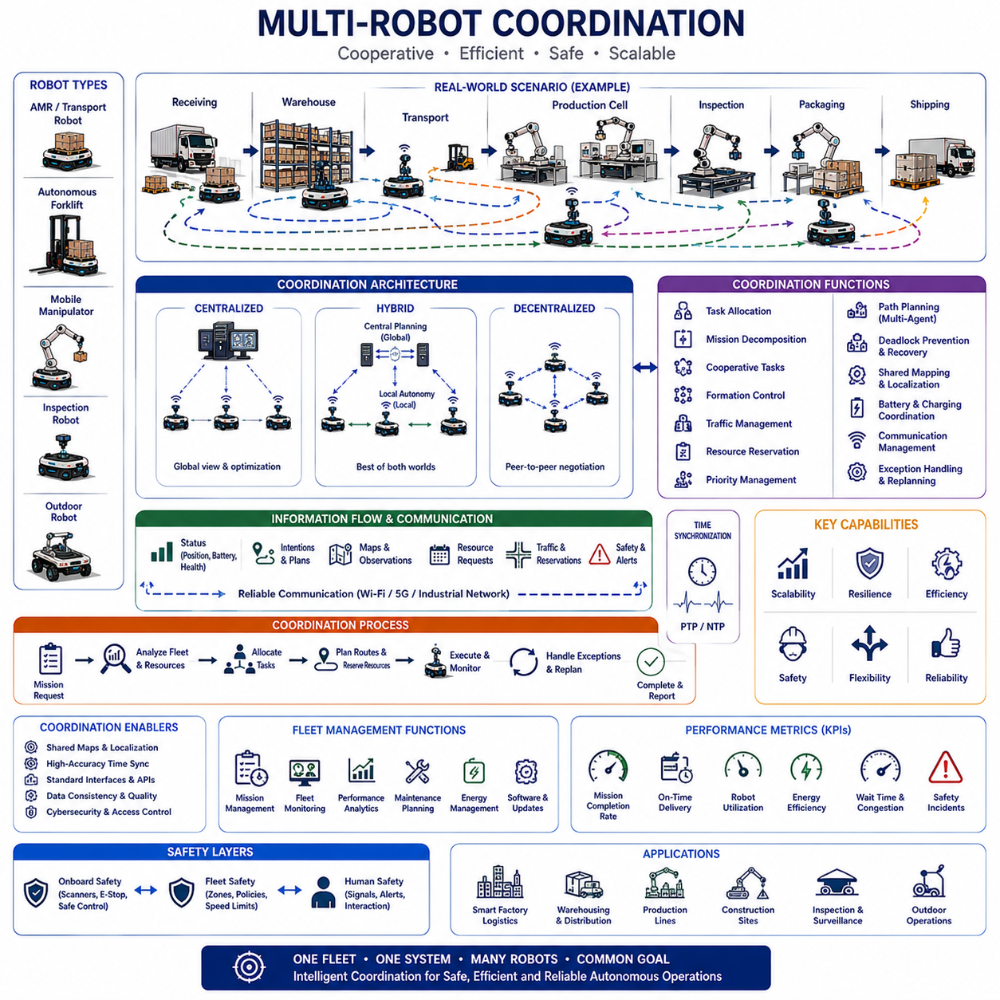 MULTI-ROBOT COORDINATION
Cooperative • Efficient • Safe • Scalable
ROBOT TYPES
AMR / Transport
Robot
Autonomous
Forklift
Mobile
Manipulator
Inspection
Robot
Outdoor
Robot
REAL-WORLD SCENARIO (EXAMPLE)
Receiving
Warehouse
Transport
Production Cell
Inspection
Packaging
Shipping
COORDINATION ARCHITECTURE
CENTRALIZED
Global view & optimization
HYBRID
Central Planning
(Global)
Local Autonomy
(Local)
Best of both worlds
DECENTRALIZED
Peer-to-peer negotiation
COORDINATION FUNCTIONS
Task Allocation
Mission Decomposition
Cooperative Tasks
Formation Control
Traffic Management
Resource Reservation
Priority Management
Path Planning
(Multi-Agent)
Deadlock Prevention
& Recovery
Shared Mapping
& Localization
Battery & Charging
Coordination
Communication
Management
Exception Handling
& Replanning
INFORMATION FLOW & COMMUNICATION
Status
(Position, Battery,
Health)
Intentions
& Plans
Maps &
Observations
Resource
Requests
Traffic &
Reservations
Safety &
Alerts
Reliable Communication (Wi-Fi / 5G / Industrial Network)
TIME
SYNCHRONIZATION
PTP / NTP
KEY CAPABILITIES
Scalability
Resilience
Efficiency
Safety
Flexibility
Reliability
COORDINATION PROCESS
Mission
Request
Analyze Fleet
& Resources
Allocate
Tasks
Plan Routes &
Reserve Resources
Execute &
Monitor
Handle Exceptions
& Replan
Complete &
Report
COORDINATION ENABLERS
Shared Maps & Localization
High-Accuracy Time Sync
Standard Interfaces & APIs
Data Consistency & Quality
Cybersecurity & Access Control
FLEET MANAGEMENT FUNCTIONS
Mission
Management
Fleet
Monitoring
Performance
Analytics
Maintenance
Planning
Energy
Management
Software &
Updates
PERFORMANCE METRICS (KPIs)
Mission
Completion
Rate
On-Time
Delivery
Robot
Utilization
Energy
Efficiency
Wait Time &
Congestion
Safety
Incidents
SAFETY LAYERS
Onboard Safety
(Scanners, E-Stop,
Safe Control)
Fleet Safety
(Zones, Policies,
Speed Limits)
Human Safety
(Signals, Alerts,
Interaction)
APPLICATIONS
Smart Factory
Logistics
Warehousing
& Distribution
Production
Lines
Construction
Sites
Inspection &
Surveillance
Outdoor
Operations
ONE FLEET • ONE SYSTEM • MANY ROBOTS • COMMON GOAL
Intelligent Coordination for Safe, Efficient and Reliable Autonomous Operations